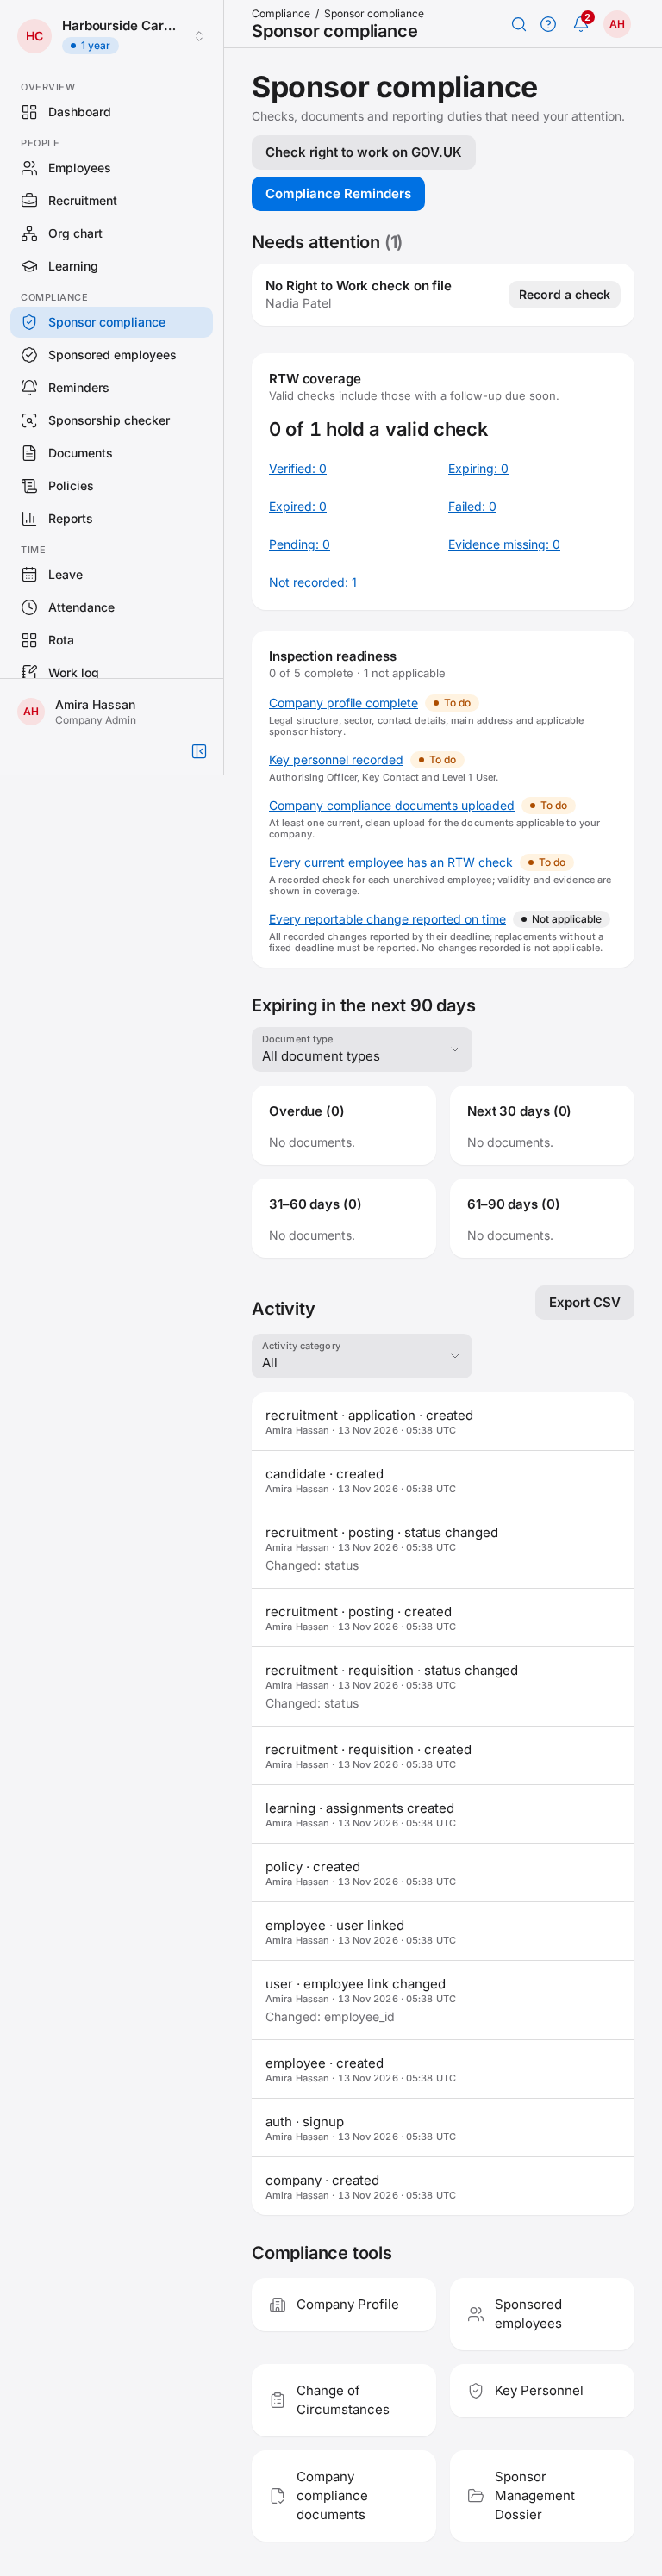 HC
Harbourside Car...
1 year
OVERVIEW
Dashboard
PEOPLE
Employees
Recruitment
Org chart
Learning
COMPLIANCE
Sponsor compliance
Sponsored employees
Reminders
Sponsorship checker
Documents
Policies
Reports
TIME
Leave
Attendance
Rota
Work log
AH
Amira Hassan
Company Admin
Compliance / Sponsor compliance
Sponsor compliance
2
AH
Sponsor compliance
Checks, documents and reporting duties that need your attention.
Check right to work on GOV.UK
Compliance Reminders
Needs attention (1)
No Right to Work check on file
Nadia Patel
Record a check
RTW coverage
Valid checks include those with a follow-up due soon.
0 of 1 hold a valid check
Verified: 0
Expiring: 0
Expired: 0
Failed: 0
Pending: 0
Evidence missing: 0
Not recorded: 1
Inspection readiness
0 of 5 complete · 1 not applicable
Company profile complete
To do
Legal structure, sector, contact details, main address and applicable
sponsor history.
Key personnel recorded
To do
Authorising Officer, Key Contact and Level 1 User.
Company compliance documents uploaded
To do
At least one current, clean upload for the documents applicable to your
company.
Every current employee has an RTW check
To do
A recorded check for each unarchived employee; validity and evidence are
shown in coverage.
Every reportable change reported on time
Not applicable
All recorded changes reported by their deadline; replacements without a
fixed deadline must be reported. No changes recorded is not applicable.
Expiring in the next 90 days
Document type
All document types
Overdue (0)
No documents.
Next 30 days (0)
No documents.
31–60 days (0)
No documents.
61–90 days (0)
No documents.
Activity
Export CSV
Activity category
All
recruitment · application · created
Amira Hassan · 13 Nov 2026 · 05:38 UTC
candidate · created
Amira Hassan · 13 Nov 2026 · 05:38 UTC
recruitment · posting · status changed
Amira Hassan · 13 Nov 2026 · 05:38 UTC
Changed: status
recruitment · posting · created
Amira Hassan · 13 Nov 2026 · 05:38 UTC
recruitment · requisition · status changed
Amira Hassan · 13 Nov 2026 · 05:38 UTC
Changed: status
recruitment · requisition · created
Amira Hassan · 13 Nov 2026 · 05:38 UTC
learning · assignments created
Amira Hassan · 13 Nov 2026 · 05:38 UTC
policy · created
Amira Hassan · 13 Nov 2026 · 05:38 UTC
employee · user linked
Amira Hassan · 13 Nov 2026 · 05:38 UTC
user · employee link changed
Amira Hassan · 13 Nov 2026 · 05:38 UTC
Changed: employee_id
employee · created
Amira Hassan · 13 Nov 2026 · 05:38 UTC
auth · signup
Amira Hassan · 13 Nov 2026 · 05:38 UTC
company · created
Amira Hassan · 13 Nov 2026 · 05:38 UTC
Compliance tools
Company Profile
Sponsored
employees
Change of
Circumstances
Key Personnel
Company
compliance
documents
Sponsor
Management
Dossier